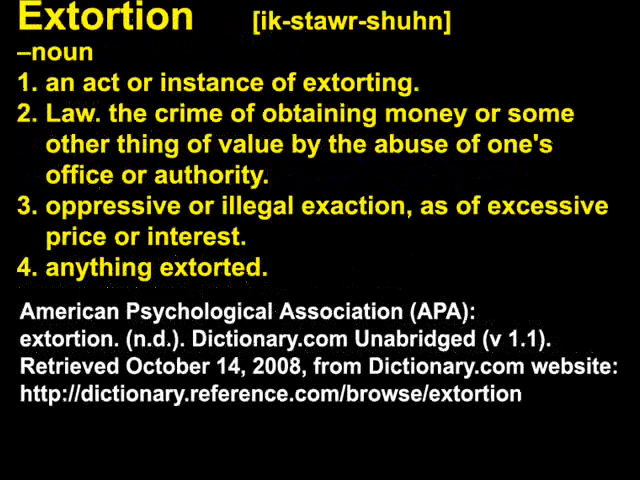 Extortion [ik-stawr-shuhn]
–noun
1. an act or instance of extorting.
2. Law. the crime of obtaining money or some
other thing of value by the abuse of one's
office or authority.
3. oppressive or illegal exaction, as of excessive
price or interest.
4. anything extorted.
American Psychological Association (APA):
extortion. (n.d.). Dictionary.com Unabridged (v 1.1).
Retrieved October 14, 2008, from Dictionary.com website:
http://dictionary.reference.com/browse/extortion